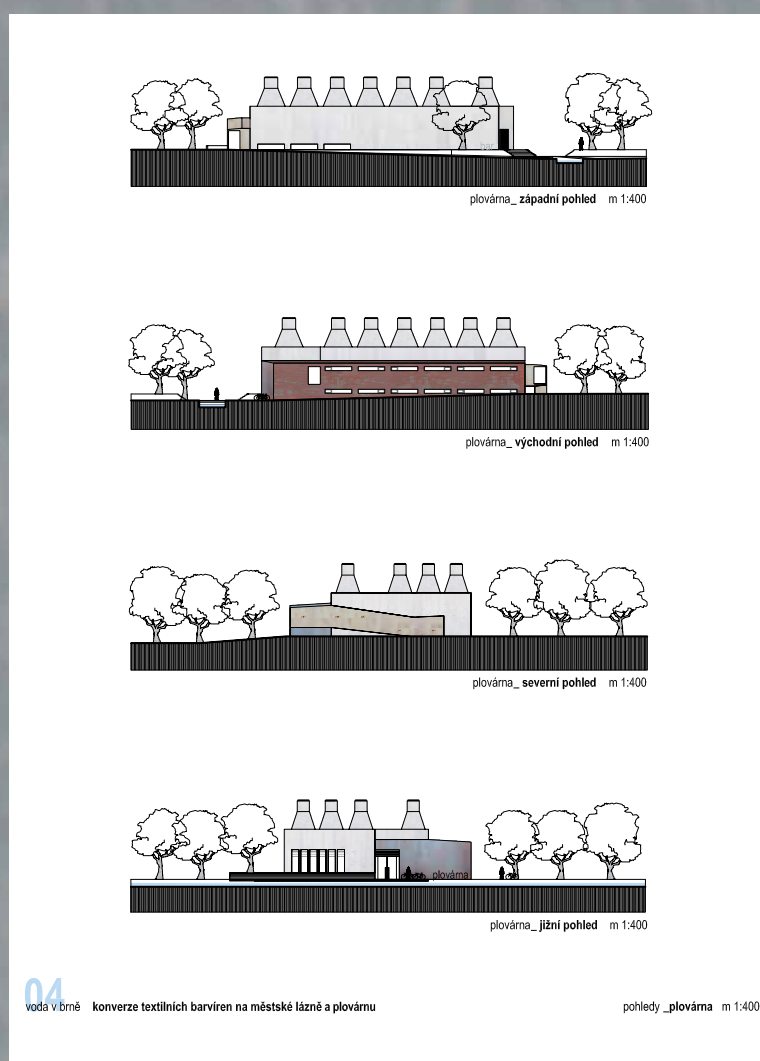 bar
plovárna_ západní pohled m 1:400
plovárna_ východní pohled m 1:400
plovárna_ severní pohled m 1:400
plovárna
plovárna_ jižní pohled m 1:400
04
voda v brně konverze textilních barvíren na městské lázně a plovárnu
pohledy _plovárna m 1:400